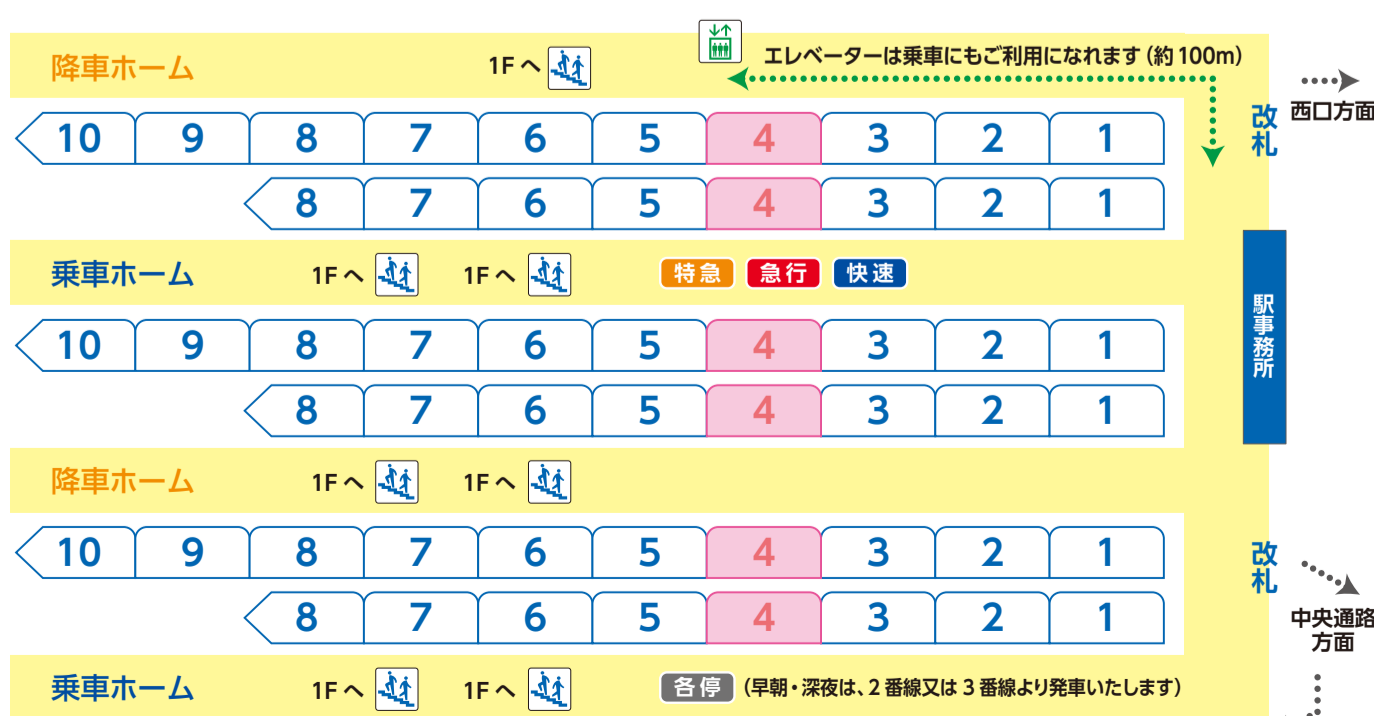 降車ホーム 1F へ エレベーターは乗車にもご利用になれます(約100m)
西口方面
改札
10 9 8 7 6 5 4 3 2 1
8 7 6 5 4 3 2 1
乗車ホーム 1F へ 1F へ 特急 急行 快速
駅事務所
10 9 8 7 6 5 4 3 2 1
8 7 6 5 4 3 2 1
降車ホーム 1F へ 1F へ
10 9 8 7 6 5 4 3 2 1
改札
8 7 6 5 4 3 2 1
中央通路
方面
乗車ホーム 1F へ 1F へ 各停 (早朝・深夜は、2番線又は3番線より発車いたします)